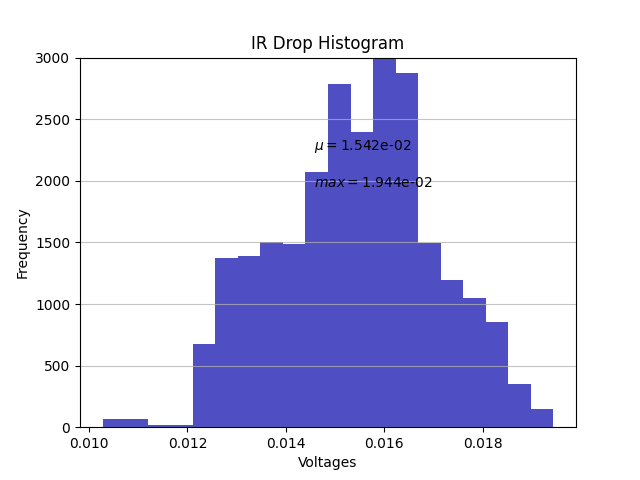 IR Drop Histogram
3000
2500
2000
1500
1000
500
0
Frequency
μ = 1.542e-02
max = 1.944e-02
0.010 0.012 0.014 0.016 0.018
Voltages